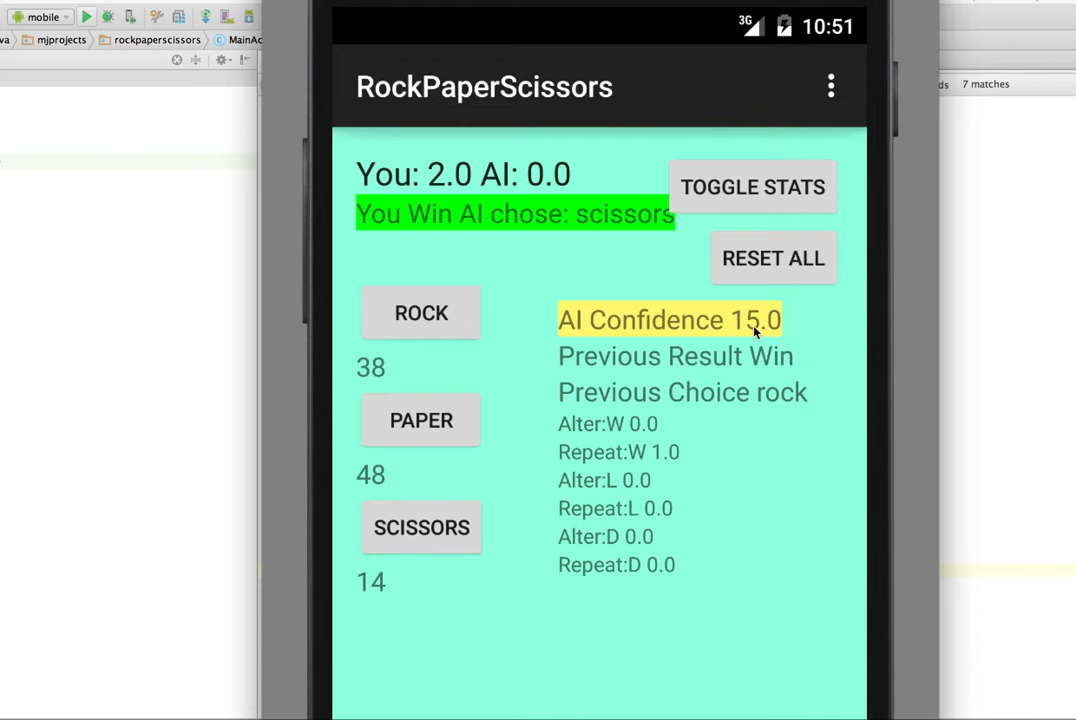 mobile
va mjprojects rockpaperscissors MainAc
ds 7 matches
3G 10:51
RockPaperScissors
You: 2.0 AI: 0.0
TOGGLE STATS
You Win AI chose: scissors
RESET ALL
ROCK
38
PAPER
48
SCISSORS
14
AI Confidence 15.0
Previous Result Win
Previous Choice rock
Alter:W 0.0
Repeat:W 1.0
Alter:L 0.0
Repeat:L 0.0
Alter:D 0.0
Repeat:D 0.0